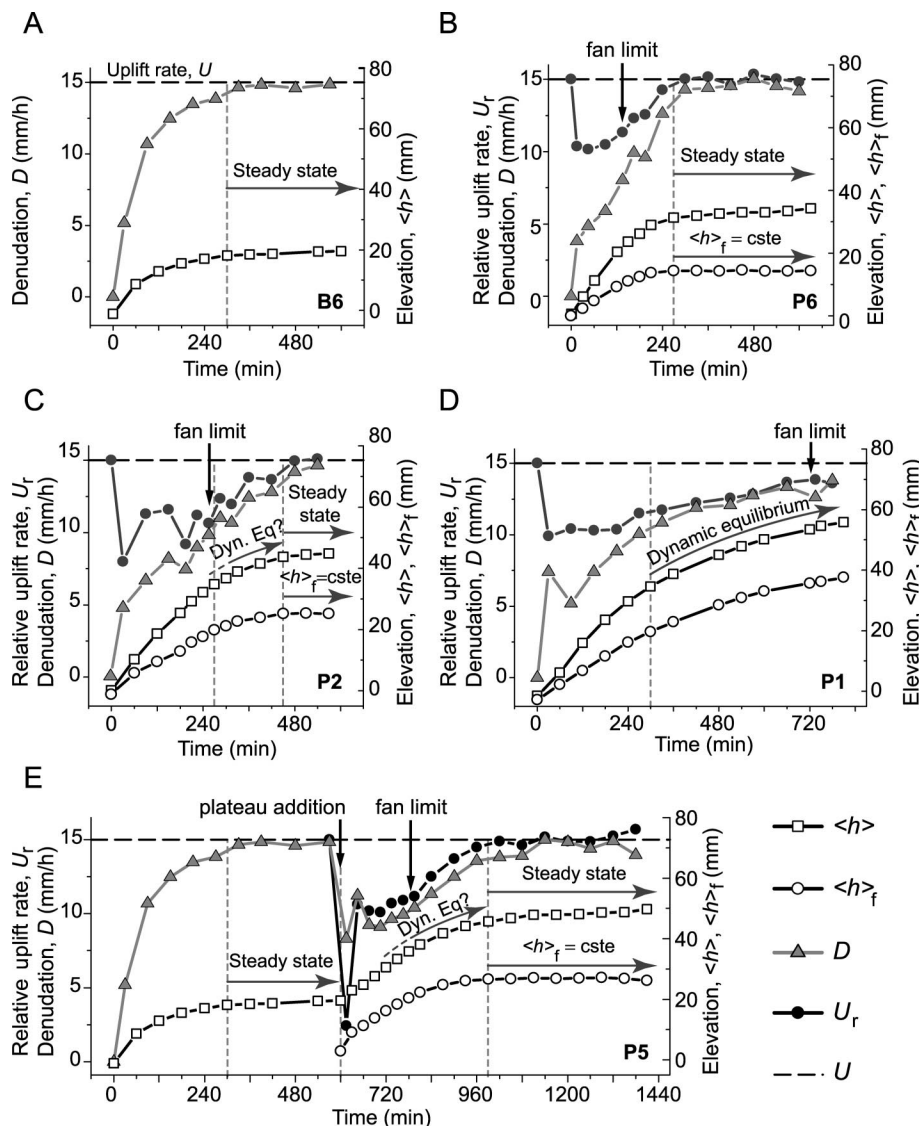 A
Uplift rate, U
15
10
5
0
Denudation, D (mm/h)
80
60
40
20
0
Elevation, <h> (mm)
Steady state
B6
0 240 480
Time (min)
B
fan limit
15
10
5
0
Relative uplift rate, Ur
Denudation, D (mm/h)
80
60
40
20
0
Elevation, <h>, <h>f (mm)
Steady state
<h>f = cste
P6
0 240 480
Time (min)
C
fan limit
15
10
5
0
Relative uplift rate, Ur
Denudation, D (mm/h)
80
60
40
20
0
Elevation, <h>, <h>f (mm)
Dyn. Eq?
Steady
state
<h>f=cste
P2
0 240 480
Time (min)
D
fan limit
15
10
5
0
Relative uplift rate, Ur
Denudation, D (mm/h)
80
60
40
20
0
Elevation, <h>, <h>f (mm)
Dynamic equilibrium
P1
0 240 480 720
Time (min)
E
plateau addition
fan limit
15
10
5
0
Relative uplift rate, Ur
Denudation, D (mm/h)
80
60
40
20
0
Elevation, <h>, <h>f (mm)
Steady state
Dyn. Eq?
Steady state
<h>f = cste
P5
0 240 480 720 960 1200 1440
Time (min)
<h>
<h>f
D
Ur
U